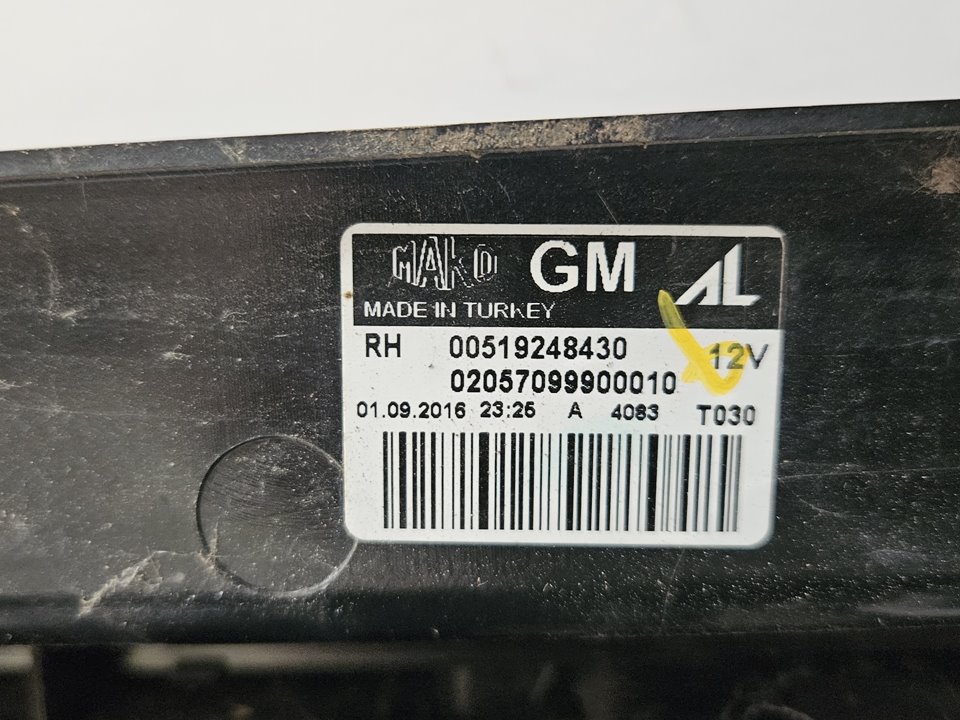 MAKO GM AL
MADE IN TURKEY
RH 00519248430 12V
02057099900010
01.09.2016 23:25 A 4083 T030